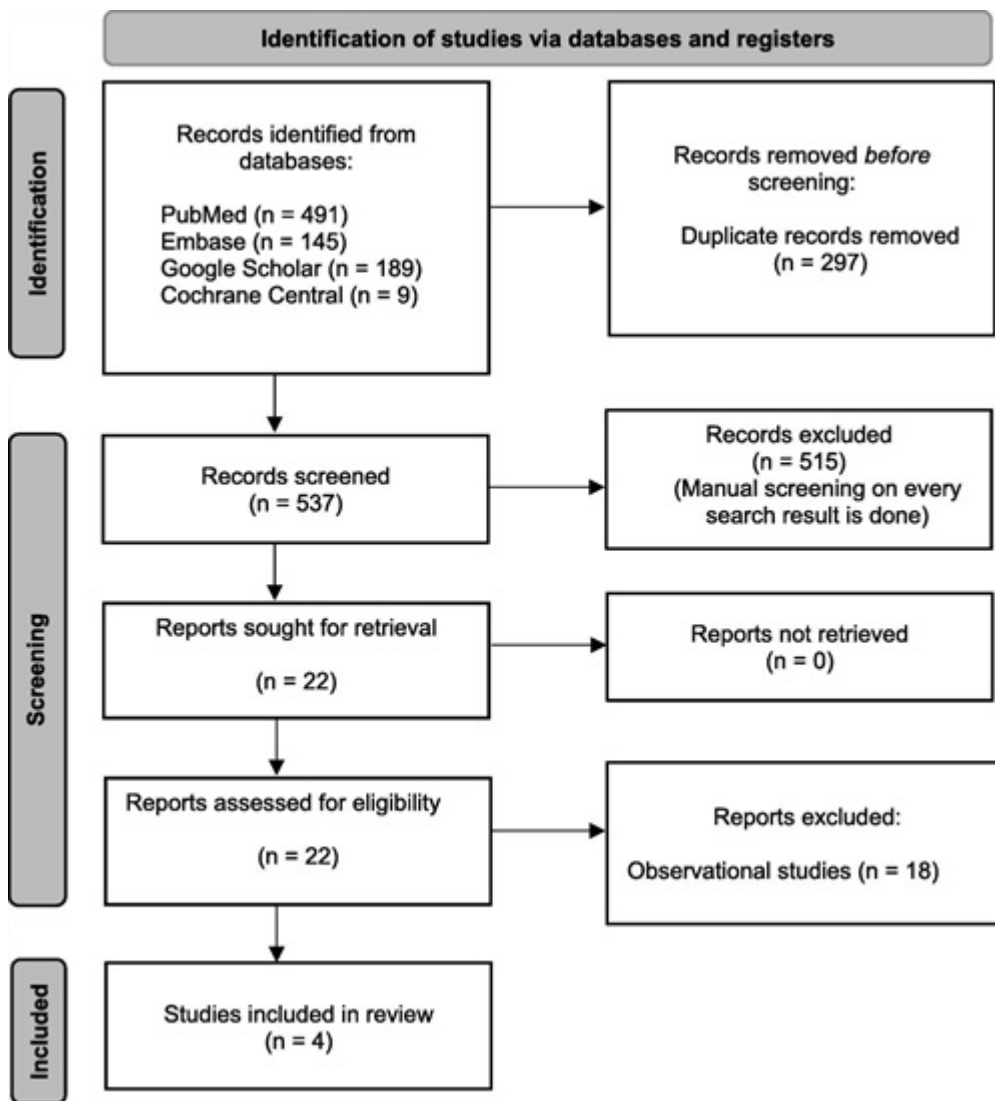 Identification of studies via databases and registers
Identification
Records identified from
databases:
PubMed (n = 491)
Embase (n = 145)
Google Scholar (n = 189)
Cochrane Central (n = 9)
Records removed before
screening:
Duplicate records removed
(n = 297)
Screening
Records screened
(n = 537)
Records excluded
(n = 515)
(Manual screening on every
search result is done)
Reports sought for retrieval
(n = 22)
Reports not retrieved
(n = 0)
Reports assessed for eligibility
(n = 22)
Reports excluded:
Observational studies (n = 18)
Included
Studies included in review
(n = 4)